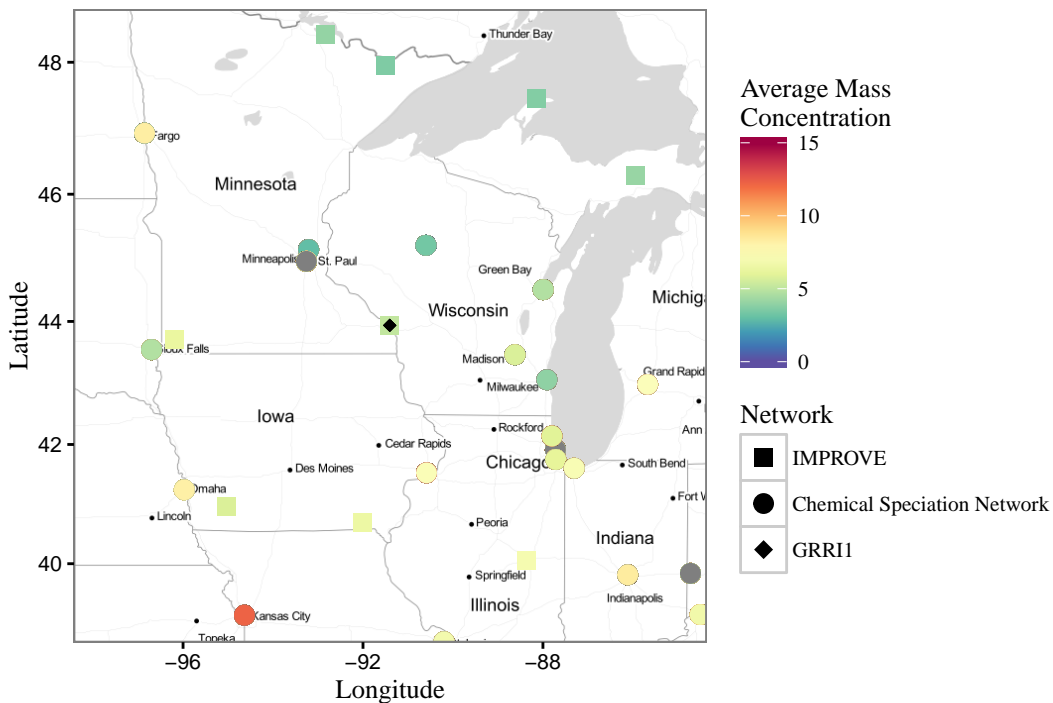 Thunder Bay
48
Fargo
46
Minnesota
Minneapolis
St. Paul
Green Bay
Wisconsin
Michiga
44
Sioux Falls
Madison
Milwaukee
Grand Rapid
Iowa
Rockford
Ann
42
Cedar Rapids
Chicago
Des Moines
South Bend
Omaha
Fort W
Lincoln
Peoria
40
Indiana
Springfield
Indianapolis
Illinois
Kansas City
Topeka
−96
−92
−88
Longitude
Latitude
Average Mass
Concentration
15
10
5
0
Network
IMPROVE
Chemical Speciation Network
GRRI1